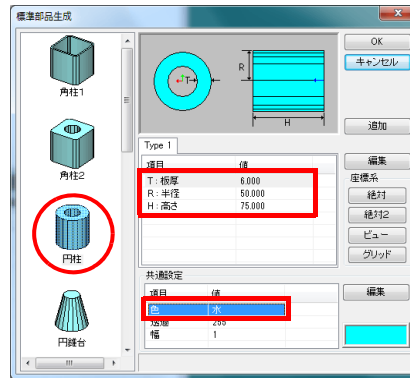 標準部品生成
角柱1
角柱2
円柱
円錐台
T
R
H
OK
キャンセル
追加
Type 1
項目 値
T：板厚 6.000
R：半径 50.000
H：高さ 75.000
編集
座標系
絶対
絶対2
ビュー
グリッド
共通設定
項目 値
色 水
透過 255
幅 1
編集